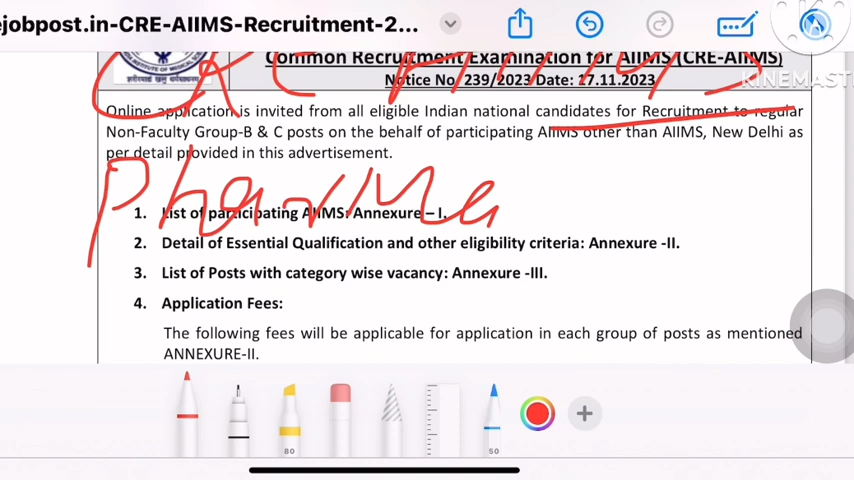 ejobpost.in-CRE-AIIMS-Recruitment-2...
Common Recruitment Examination for AIIMS (CRE-AIIMS)
Notice No. 239/2023 Date: 17.11.2023
KINEMAST
Online application is invited from all eligible Indian national candidates for Recruitment to regular
Non-Faculty Group-B & C posts on the behalf of participating AIIMS other than AIIMS, New Delhi as
per detail provided in this advertisement.
Pharma
1. List of participating AIIMS: Annexure – I.
2. Detail of Essential Qualification and other eligibility criteria: Annexure -II.
3. List of Posts with category wise vacancy: Annexure -III.
4. Application Fees:
The following fees will be applicable for application in each group of posts as mentioned
ANNEXURE-II.
80
50